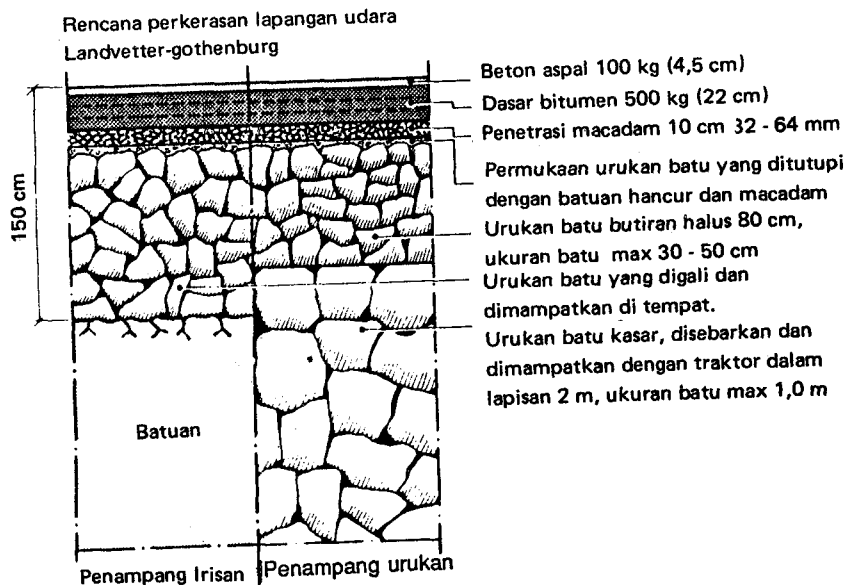 Rencana perkerasan lapangan udara
Landvetter-gothenburg
Beton aspal 100 kg (4,5 cm)
Dasar bitumen 500 kg (22 cm)
Penetrasi macadam 10 cm 32 - 64 mm
Permukaan urukan batu yang ditutupi
dengan batuan hancur dan macadam
Urukan batu butiran halus 80 cm,
ukuran batu max 30 - 50 cm
Urukan batu yang digali dan
dimampatkan di tempat.
Urukan batu kasar, disebarkan dan
dimampatkan dengan traktor dalam
lapisan 2 m, ukuran batu max 1,0 m
150 cm
Batuan
Penampang Irisan
Penampang urukan